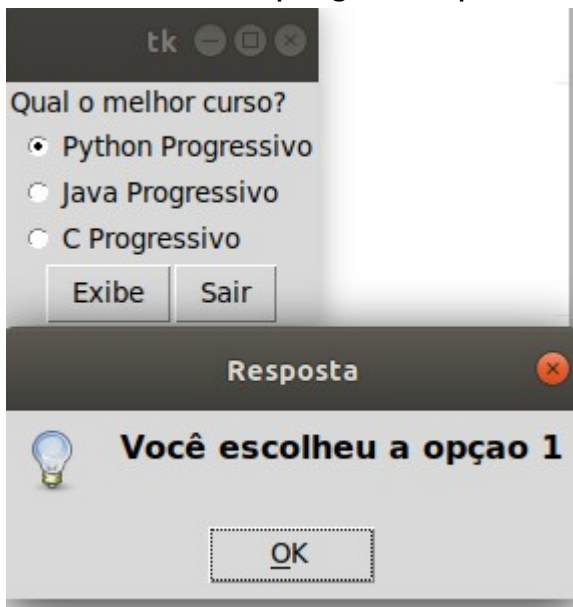 tk
Qual o melhor curso?
Python Progressivo
Java Progressivo
C Progressivo
Exibe Sair
Resposta
Você escolheu a opçao 1
OK